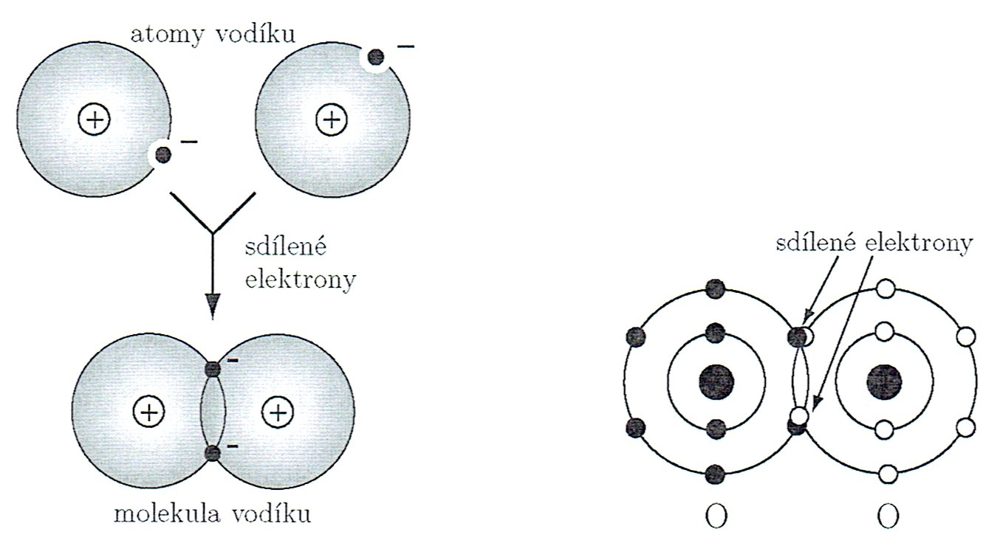 atomy vodíku
+
−
+
−
sdílené
elektrony
+
-
+
-
molekula vodíku
sdílené elektrony
O
O